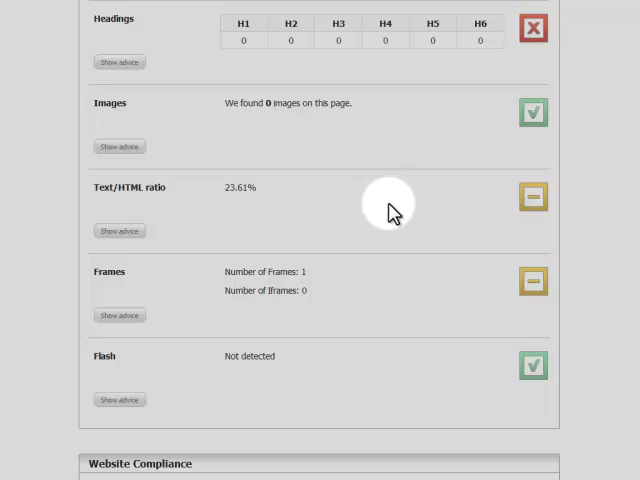 Headings
H1 H2 H3 H4 H5 H6
0 0 0 0 0 0
Show advice
Images We found 0 images on this page.
Show advice
Text/HTML ratio 23.61%
Show advice
Frames Number of Frames: 1
Number of Iframes: 0
Show advice
Flash Not detected
Show advice
Website Compliance